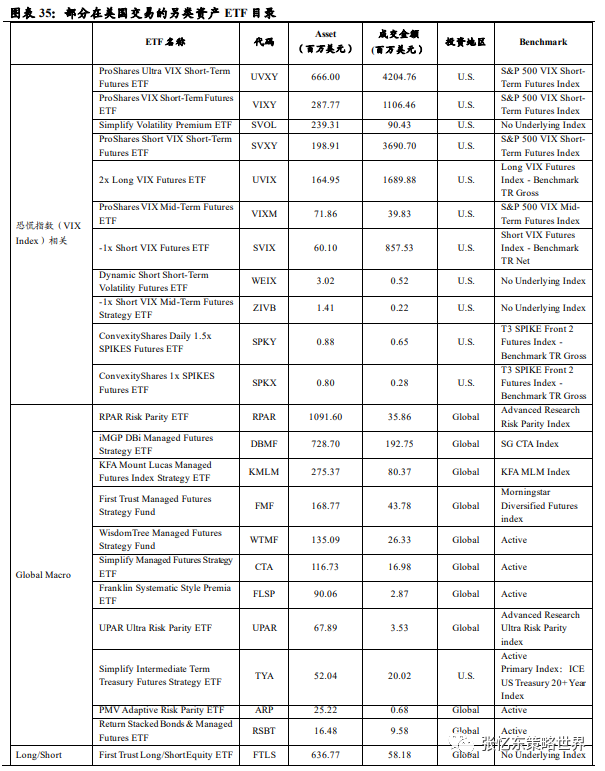 图表 35：部分在美国交易的另类资产 ETF 目录
ETF 名称 代码 Asset（百万美元） 成交金额（百万美元） 投资地区 Benchmark
恐慌指数（VIX
Index）相关
ProShares Ultra VIX Short-Term
Futures ETF
UVXY 666.00 4204.76 U.S.
S&P 500 VIX Short-
Term Futures Index
ProShares VIX Short-Term Futures
ETF
VIXY 287.77 1106.46 U.S.
S&P 500 VIX Short-
Term Futures Index
Simplify Volatility Premium ETF SVOL 239.31 90.43 U.S. No Underlying Index
ProShares Short VIX Short-Term
Futures ETF
SVXY 198.91 3690.70 U.S.
S&P 500 VIX Short-
Term Futures Index
2x Long VIX Futures ETF UVIX 164.95 1689.88 U.S.
Long VIX Futures
Index - Benchmark
TR Gross
ProShares VIX Mid-Term Futures
ETF
VIXM 71.86 39.83 U.S.
S&P 500 VIX Mid-
Term Futures Index
-1x Short VIX Futures ETF SVIX 60.10 857.53 U.S.
Short VIX Futures
Index - Benchmark
TR Net
Dynamic Short Short-Term
Volatility Futures ETF
WEIX 3.02 0.52 U.S. No Underlying Index
-1x Short VIX Mid-Term Futures
Strategy ETF
ZIVB 1.41 0.22 U.S. No Underlying Index
ConvexityShares Daily 1.5x
SPIKES Futures ETF
SPKY 0.88 0.65 U.S.
T3 SPIKE Front 2
Futures Index -
Benchmark TR Gross
ConvexityShares 1x SPIKES
Futures ETF
SPKX 0.80 0.28 U.S.
T3 SPIKE Front 2
Futures Index -
Benchmark TR Gross
Global Macro
RPAR Risk Parity ETF RPAR 1091.60 35.86 Global
Advanced Research
Risk Parity Index
iMGP DBi Managed Futures
Strategy ETF
DBMF 728.70 192.75 Global SG CTA Index
KFA Mount Lucas Managed
Futures Index Strategy ETF
KMLM 275.37 80.37 Global KFA MLM Index
First Trust Managed Futures
Strategy Fund
FMF 168.77 43.78 Global
Morningstar
Diversified Futures
index
WisdomTree Managed Futures
Strategy Fund
WTMF 135.09 26.33 Global Active
Simplify Managed Futures Strategy
ETF
CTA 116.73 16.98 Global Active
Franklin Systematic Style Premia
ETF
FLSP 90.06 2.87 Global Active
UPAR Ultra Risk Parity ETF UPAR 67.89 3.53 Global
Advanced Research
Ultra Risk Parity
index
Simplify Intermediate Term
Treasury Futures Strategy ETF
TYA 52.04 20.02 U.S.
Active
Primary Index： ICE
US Treasury 20+ Year
Index
PMV Adaptive Risk Parity ETF ARP 25.22 0.68 Global Active
Return Stacked Bonds & Managed
Futures ETF
RSBT 16.48 9.58 Global Active
Long/Short First Trust Long/Short Equity ETF FTLS 636.77 58.18 Global No Underlying Index
张忆东策略世界